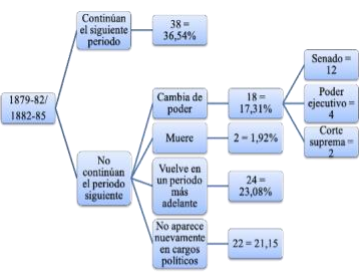 Continúan
el siguiente
periodo
38 =
36,54%
1879-82/
1882-85
No
continúan
el periodo
siguiente
Cambia de
poder
18 =
17,31%
Senado =
12
Poder
ejecutivo =
4
Corte
suprema =
2
Muere
2 = 1,92%
Vuelve en
un periodo
más
adelante
24 =
23,08%
No aparece
nuevamente
en cargos
políticos
22 = 21,15